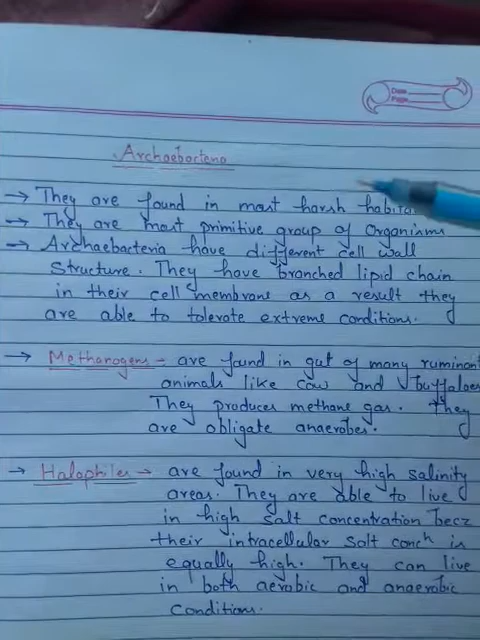 Date
Page
Archaebacteria
→ They are found in most harsh habita
→ They are most primitive group of Organisms
→ Archaebacteria have different cell wall
structure. They have branched lipid chain
in their cell membrane as a result they
are able to tolerate extreme conditions.
→ Methanogens - are found in gut of many ruminant
animals like cow and buffaloes
They produces methane gas. They
are obligate anaerobes.
→ Halophiles → are found in very high salinity
areas. They are able to live
in high salt concentration becz
their intracellular salt concn is
equally high. They can live
in both aerobic and anaerobic
conditions.